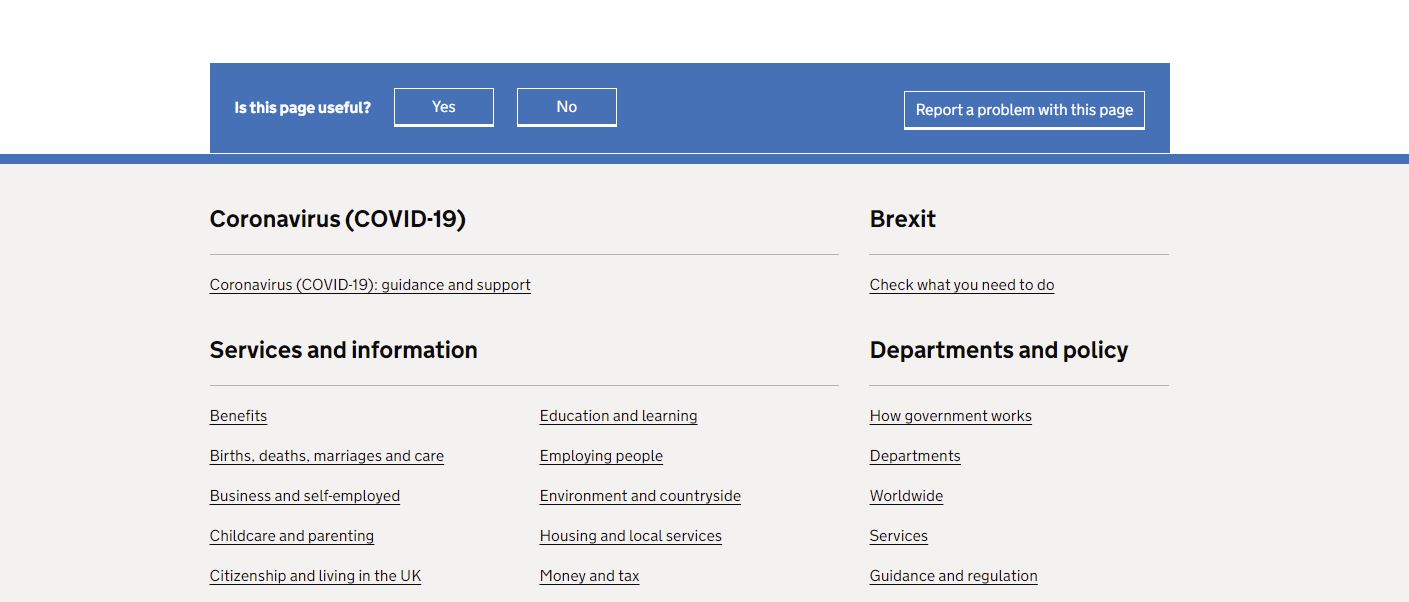 Is this page useful?
Yes
No
Report a problem with this page
Coronavirus (COVID-19)
Coronavirus (COVID-19): guidance and support
Brexit
Check what you need to do
Services and information
Benefits
Births, deaths, marriages and care
Business and self-employed
Childcare and parenting
Citizenship and living in the UK
Education and learning
Employing people
Environment and countryside
Housing and local services
Money and tax
Departments and policy
How government works
Departments
Worldwide
Services
Guidance and regulation